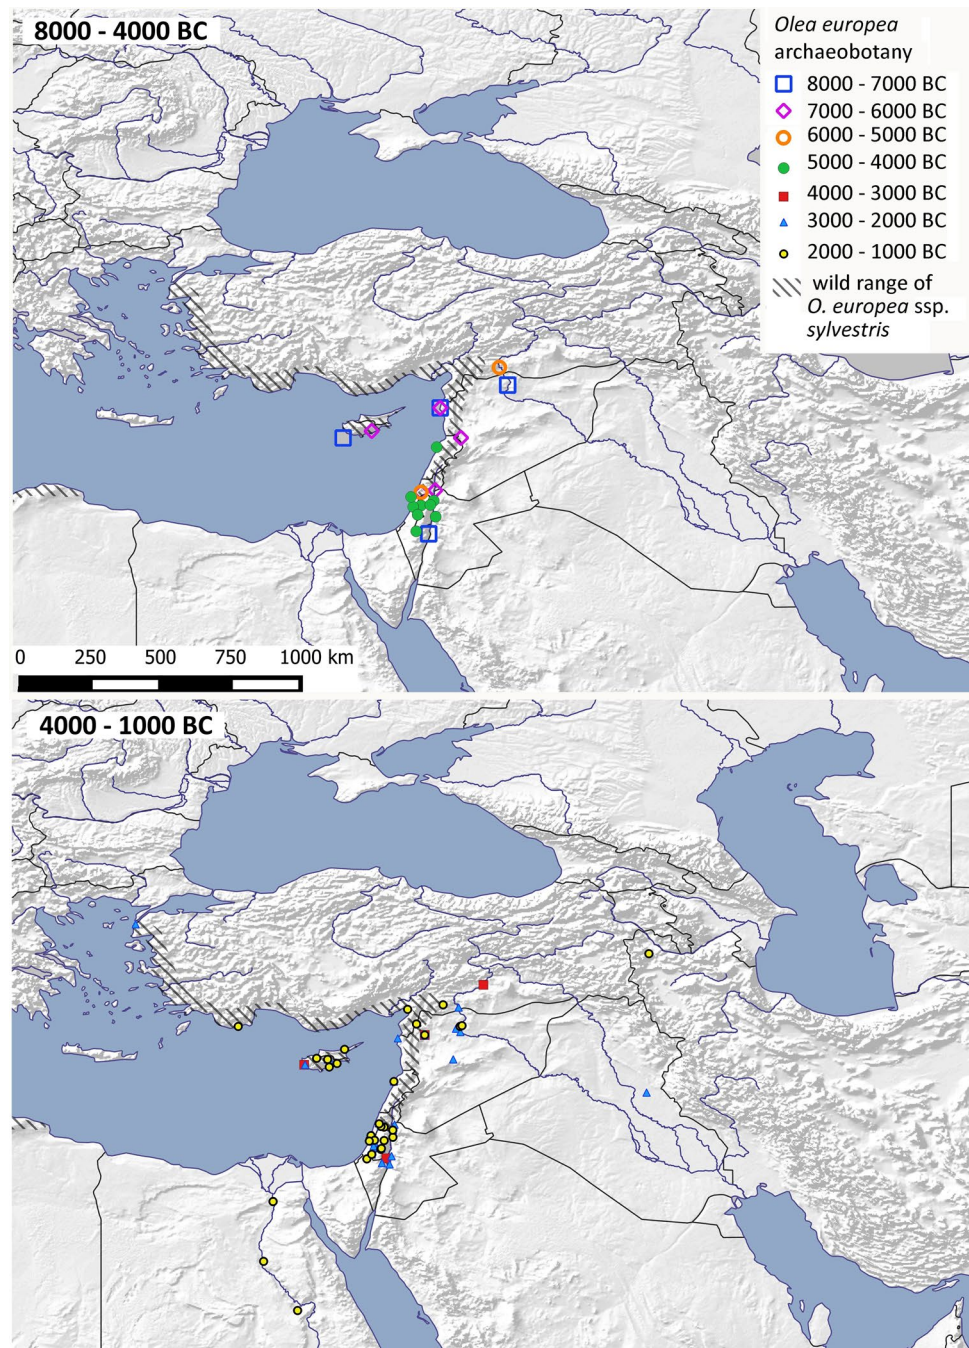 8000 - 4000 BC
Olea europea
archaeobotany
8000 - 7000 BC
7000 - 6000 BC
6000 - 5000 BC
5000 - 4000 BC
4000 - 3000 BC
3000 - 2000 BC
2000 - 1000 BC
wild range of
O. europea ssp.
sylvestris
0 250 500 750 1000 km
4000 - 1000 BC